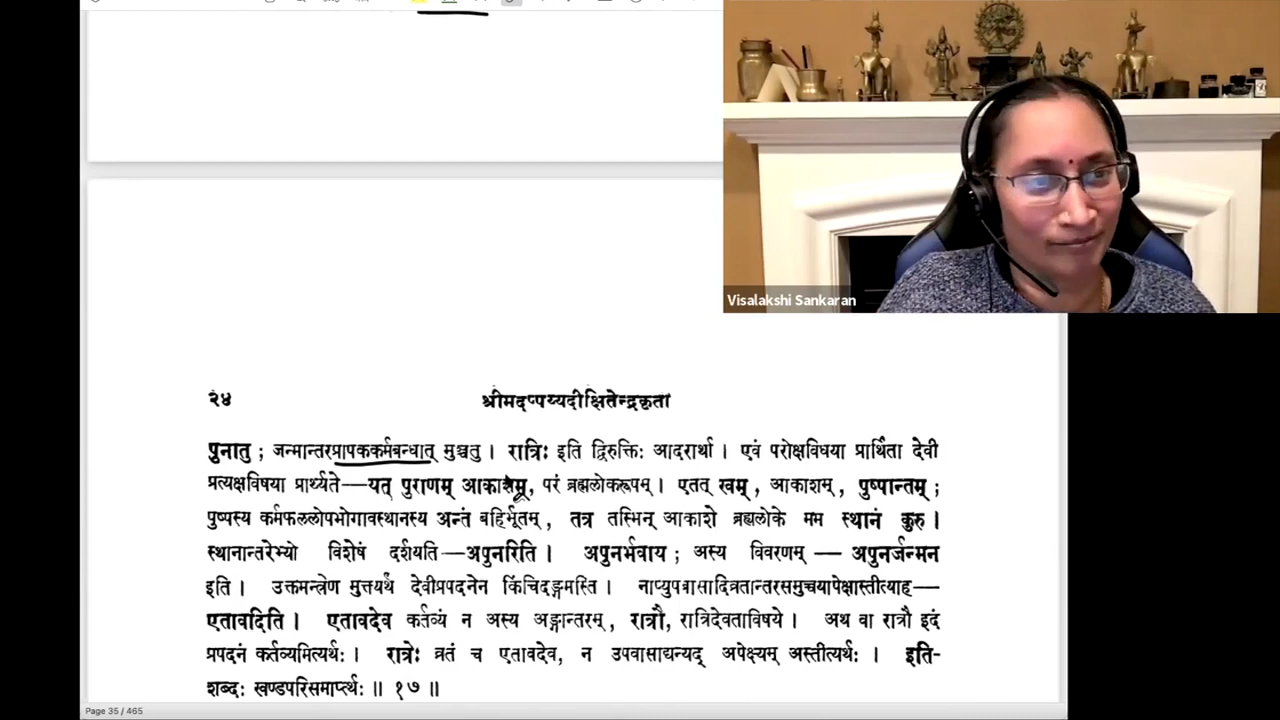 Visalakshi Sankaran
२४ श्रीमदप्पय्यदीक्षितेन्द्रकृता
पुनातु ; जन्मान्तरप्रापककर्मबन्धात् मुञ्चतु । रात्रिः इति द्विरुक्तिः आदरार्था । एवं परोक्षविधया प्रार्थिता देवी
प्रत्यक्षविषया प्रार्थ्यते—यत् पुराणम् आकाशम्, परं ब्रह्मलोकरूपम् । एतत् खम्, आकाशम्, पुष्पान्तम् ;
पुष्पस्य कर्मफललोपभोगावस्थानस्य अन्तं बहिर्भूतम्, तत्र तस्भिन् आकाशे ब्रह्मलोके मम स्थानं कुरु ।
स्थानान्तरेभ्यो विशेषं दर्शयति—अपुनरिति । अपुनर्भवाय ; अस्य विवरणम् — अपुनर्जन्मन
इति । उक्तमन्त्रेण मुत्तयर्थं देवीप्रपदनेन किंचिदङ्गमस्ति । नाप्युपवासादिव्रतान्तरसमुच्चयापेक्षास्तीत्याह—
एतावदिति । एतावदेव कर्तव्यं न अस्य अङ्गान्तरम्, रात्रौ, रात्रिदेवताविषये । अथ वा रात्रौ इदं
प्रपदनं कर्तव्यमित्यर्थः । रात्रेः व्रतं च एतावदेव, न उपवासाद्यन्यद् अपेक्ष्यम् अस्तीत्यर्थः । इति-
शब्दः खण्डपरिसमाप्त्यर्थः ॥ १७ ॥
Page 35 / 465